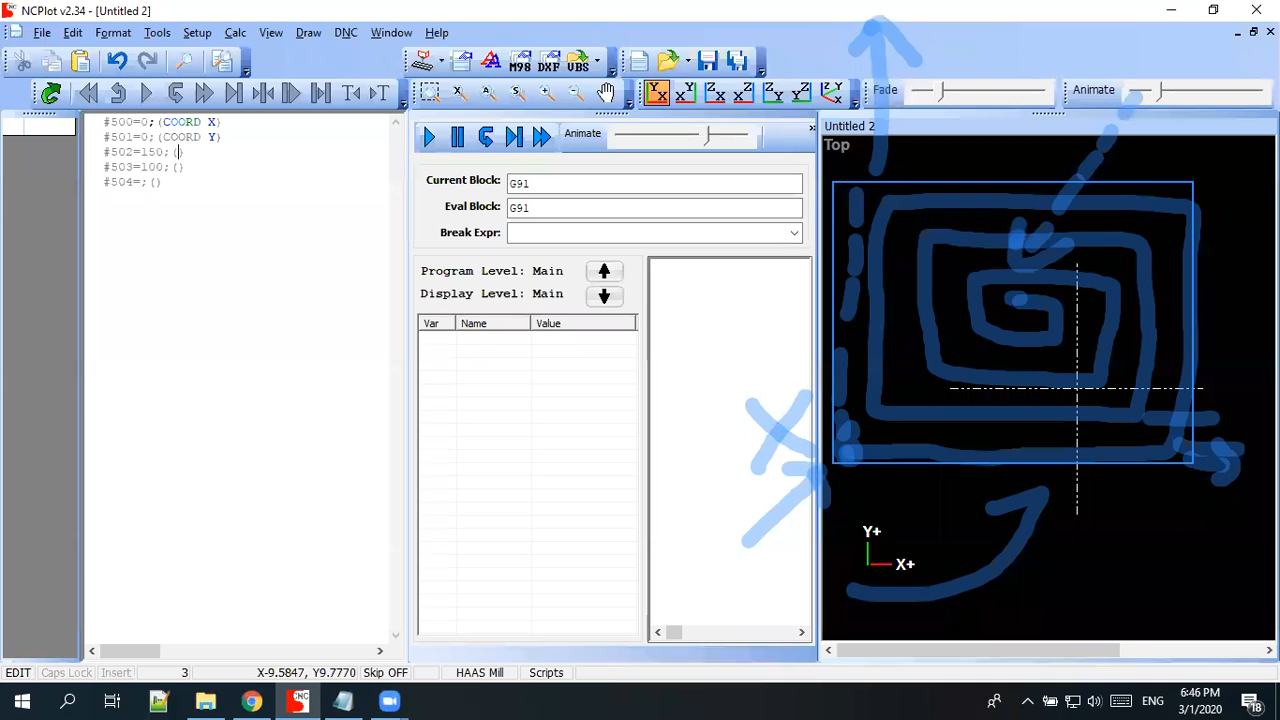 NCPlot v2.34 - [Untitled 2]
File Edit Format Tools Setup Calc View Draw DNC Window Help
M98 DXF VBS
Fade Animate
#500=0;(COORD X)
#501=0;(COORD Y)
#502=150;()
#503=100;()
#504=;()
Animate
Current Block: G91
Eval Block: G91
Break Expr:
Program Level: Main
Display Level: Main
Var Name Value
Untitled 2
Top
Y+
X+
EDIT Caps Lock Insert 3 X-9.5847, Y9.7770 Skip OFF HAAS Mill Scripts
CNC
ENG
6:46 PM
3/1/2020
18